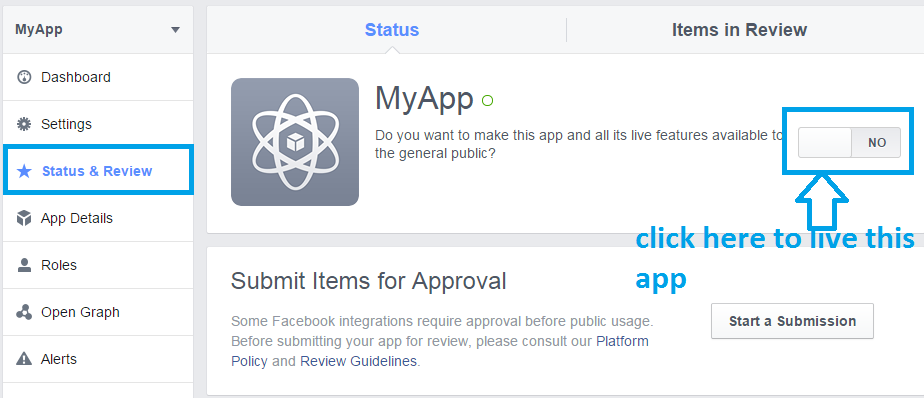 MyApp
Dashboard
Settings
Status & Review
App Details
Roles
Open Graph
Alerts
Status
Items in Review
MyApp
Do you want to make this app and all its live features available to
the general public?
NO
click here to live this
app
Submit Items for Approval
Some Facebook integrations require approval before public usage.
Before submitting your app for review, please consult our Platform
Policy and Review Guidelines.
Start a Submission